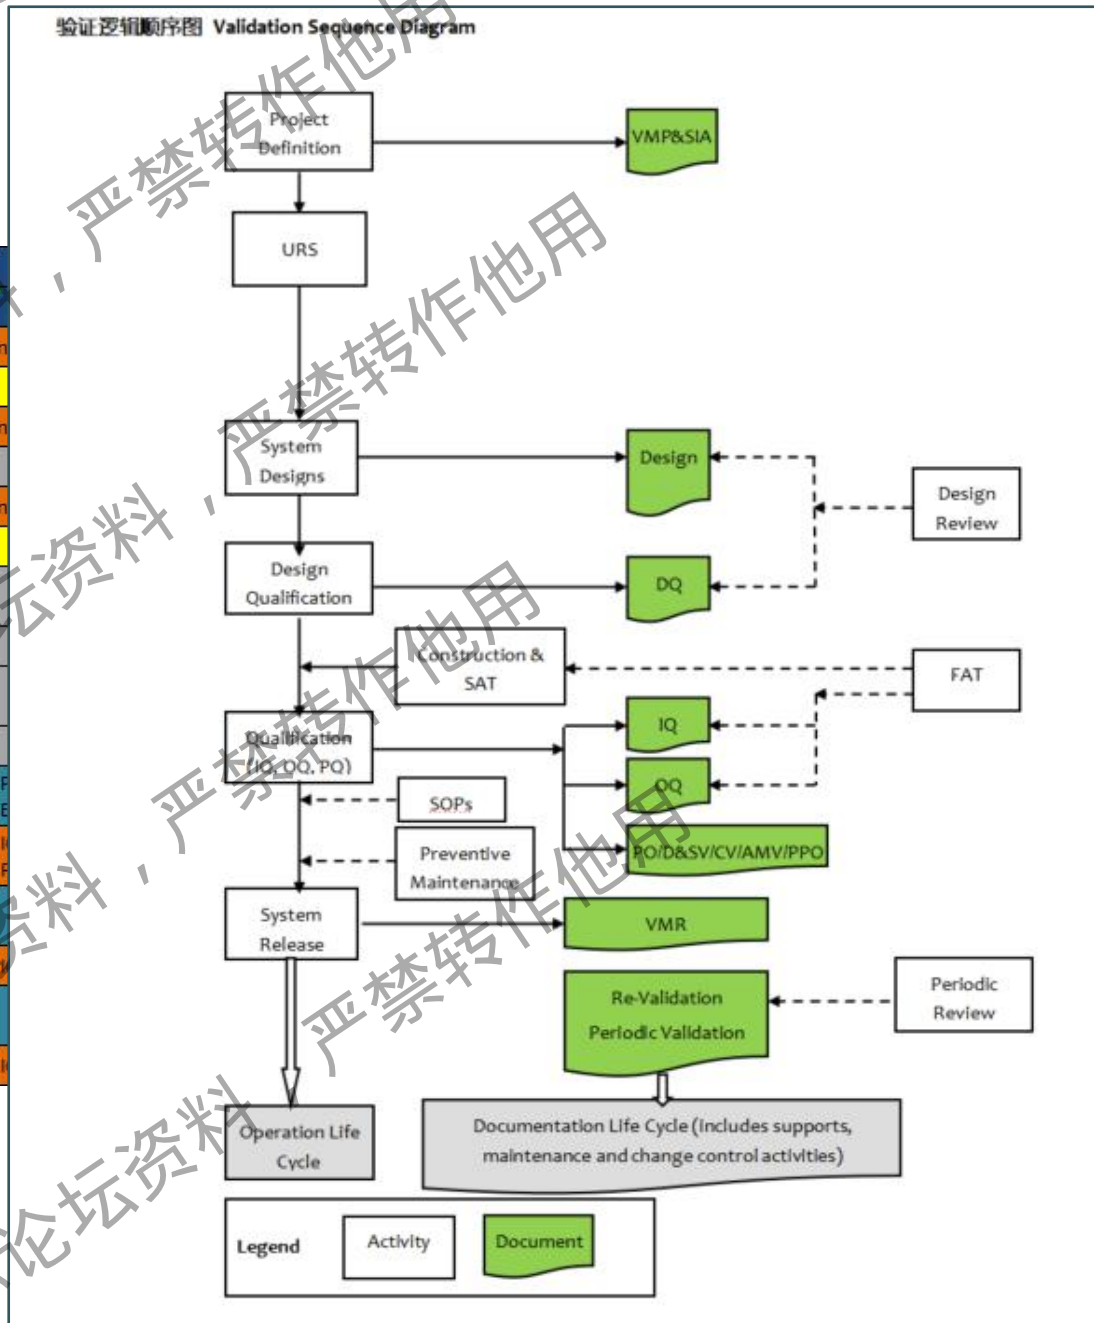 验证逻辑顺序图 Validation Sequence Diagram
Project
Definition
VMP&SIA
URS
System
Designs
Design
Design
Review
Design
Qualification
DQ
Construction &
SAT
FAT
Qualification
(IQ, OQ, PQ)
IQ
OQ
SOPs
PO/D&SV/CV/AMV/PPO
Preventive
Maintenance
System
Release
VMR
Re-Validation
Periodic Validation
Periodic
Review
Operation Life
Cycle
Documentation Life Cycle (Includes supports,
maintenance and change control activities)
Legend
Activity
Document
,严禁转作他用
坛资料,严禁转作他用
资料,严禁转作他用
论坛资料,严禁转作他用